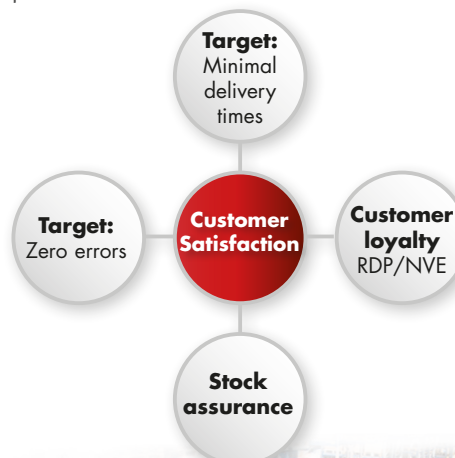 Target:
Minimal
delivery
times
Target:
Zero errors
Customer
Satisfaction
Customer
loyalty
RDP/NVE
Stock
assurance